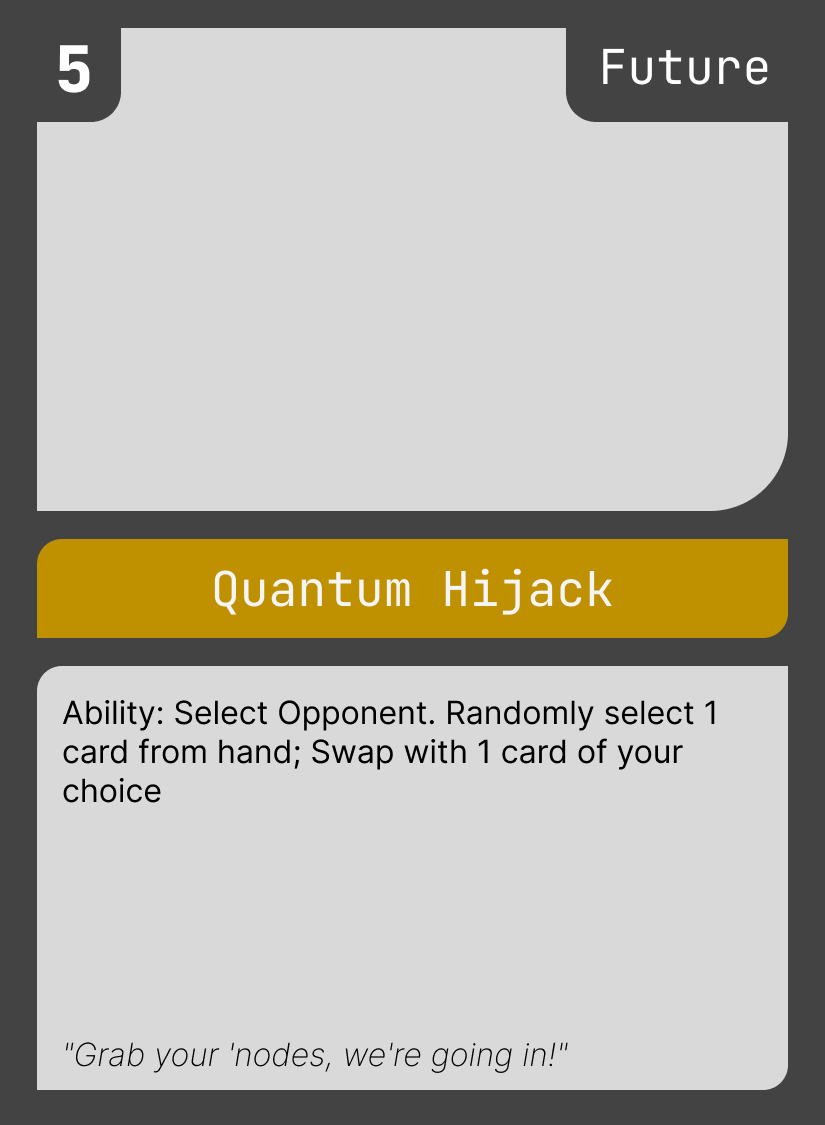 5
Future
Quantum Hijack
Ability: Select Opponent. Randomly select 1
card from hand; Swap with 1 card of your
choice
"Grab your 'nodes, we're going in!"